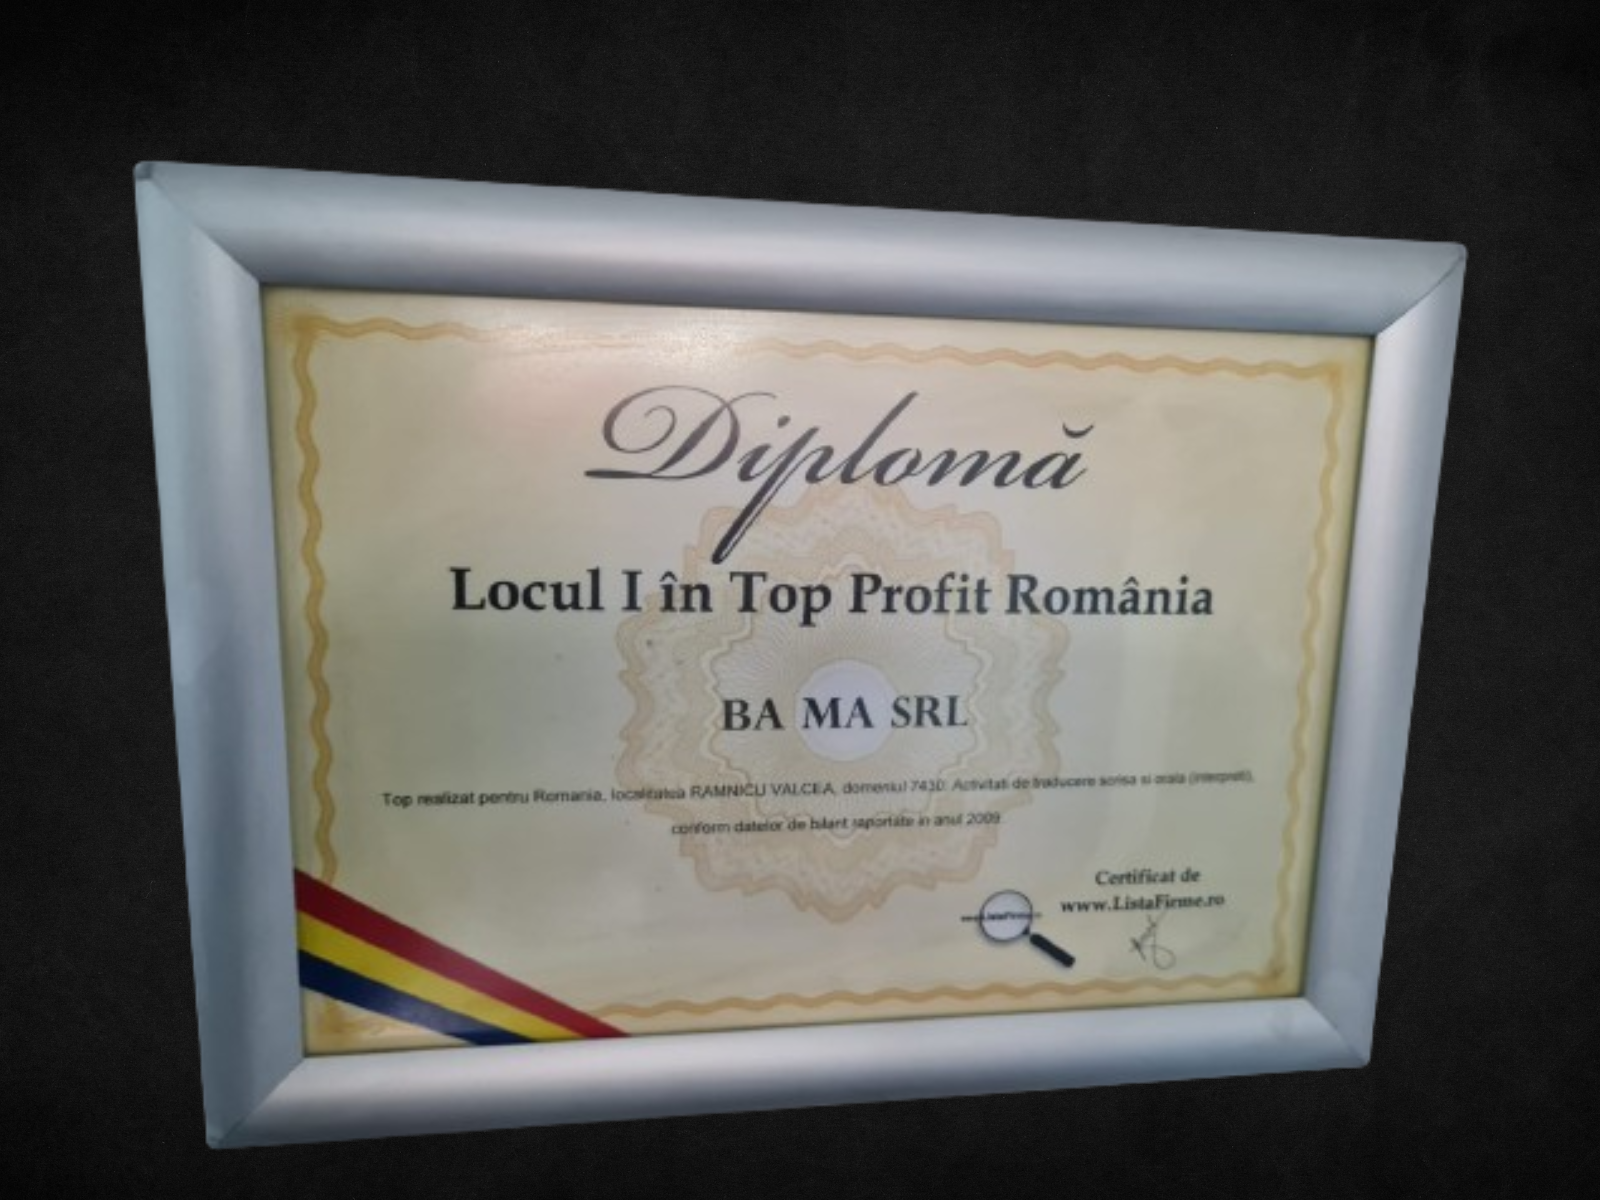 Diplomă
Locul I în Top Profit România
BA MA SRL
Top realizat pentru Romania, localitatea RAMNICU VALCEA, domeniul 7430: Activitati de traducere scrisa si orala (interpreti),
conform datelor de bilant raportate in anul 2009
Certificat de
www.ListaFirme.ro
www.ListaFirme.ro